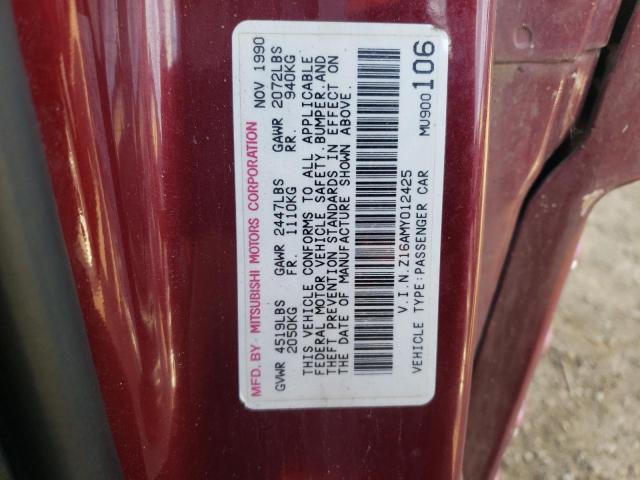 MFD. BY MITSUBISHI MOTORS CORPORATION NOV 1990
GVWR 4519LBS GAWR 2447LBS GAWR 2072LBS
2050KG FR. 1110KG RR. 940KG
THIS VEHICLE CONFORMS TO ALL APPLICABLE
FEDERAL MOTOR VEHICLE SAFETY, BUMPER, AND
THEFT PREVENTION STANDARDS IN EFFECT ON
THE DATE OF MANUFACTURE SHOWN ABOVE.
V.I.N.Z16AMY012425
VEHICLE TYPE:PASSENGER CAR MU900106